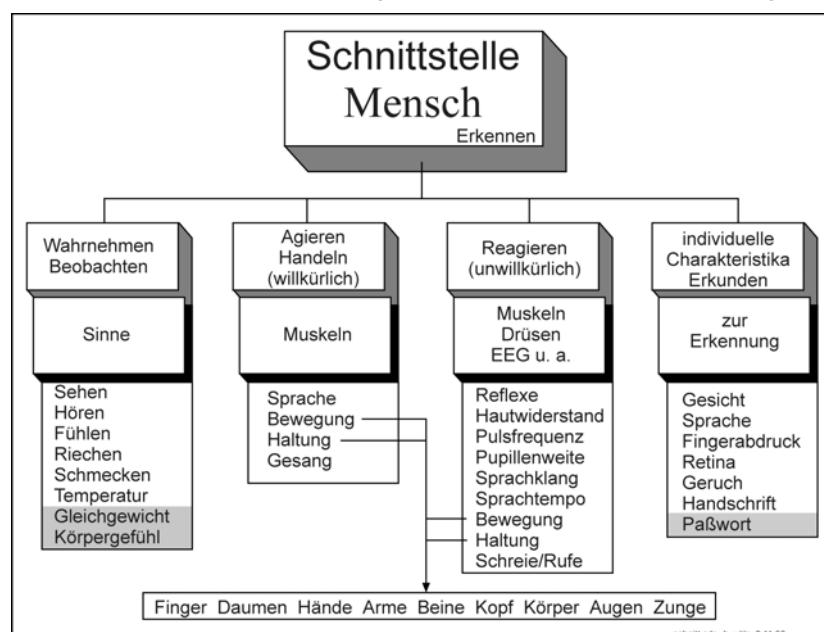 Schnittstelle
Mensch
Erkennen
Wahrnehmen
Beobachten
Sinne
Sehen
Hören
Fühlen
Riechen
Schmecken
Temperatur
Gleichgewicht
Körpergefühl
Agieren
Handeln
(willkürlich)
Muskeln
Sprache
Bewegung
Haltung
Gesang
Reagieren
(unwillkürlich)
Muskeln
Drüsen
EEG u. a.
Reflexe
Hautwiderstand
Pulsfrequenz
Pupillenweite
Sprachklang
Sprachtempo
Bewegung
Haltung
Schreie/Rufe
individuelle
Charakteristika
Erkunden
zur
Erkennung
Gesicht
Sprache
Fingerabdruck
Retina
Geruch
Handschrift
Paßwort
Finger Daumen Hände Arme Beine Kopf Körper Augen Zunge